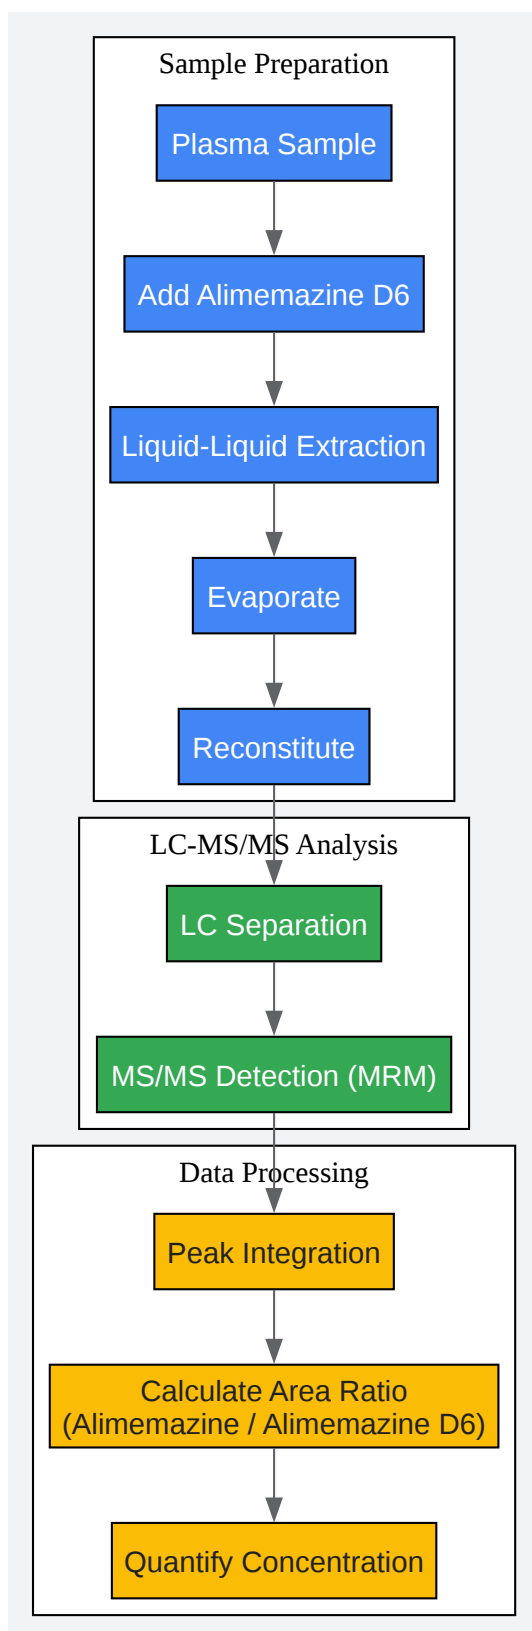 Sample Preparation
Plasma Sample
Add Alimemazine D6
Liquid-Liquid Extraction
Evaporate
Reconstitute
LC-MS/MS Analysis
LC Separation
MS/MS Detection (MRM)
Data Processing
Peak Integration
Calculate Area Ratio
(Alimemazine / Alimemazine D6)
Quantify Concentration